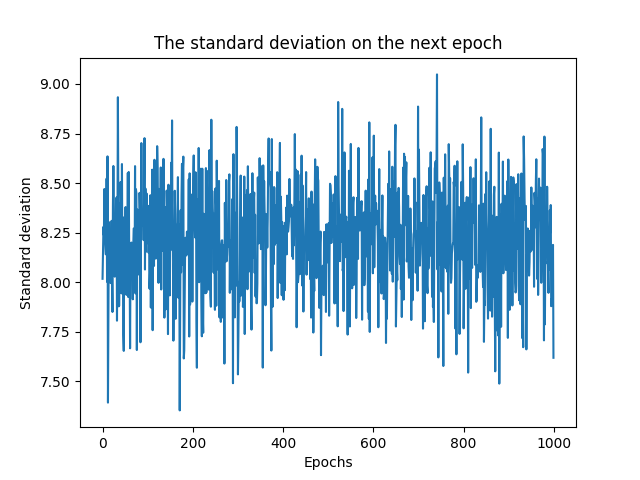 The standard deviation on the next epoch
9.00
8.75
8.50
8.25
8.00
7.75
7.50
Standard deviation
0 200 400 600 800 1000
Epochs